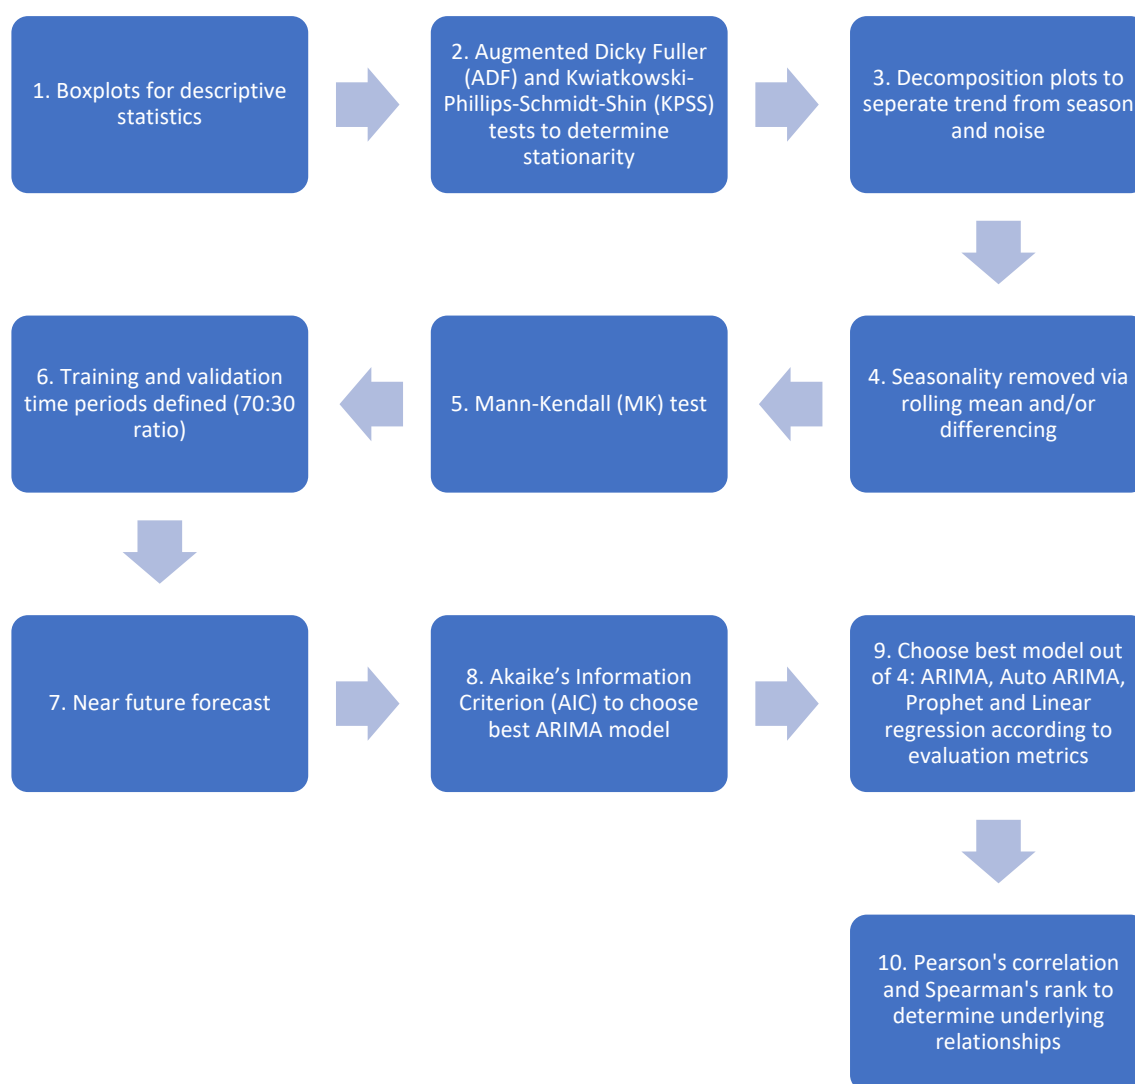 1. Boxplots for descriptive
statistics
2. Augmented Dicky Fuller
(ADF) and Kwiatkowski-
Phillips-Schmidt-Shin (KPSS)
tests to determine
stationarity
3. Decomposition plots to
seperate trend from season
and noise
4. Seasonality removed via
rolling mean and/or
differencing
5. Mann-Kendall (MK) test
6. Training and validation
time periods defined (70:30
ratio)
7. Near future forecast
8. Akaike’s Information
Criterion (AIC) to choose
best ARIMA model
9. Choose best model out
of 4: ARIMA, Auto ARIMA,
Prophet and Linear
regression according to
evaluation metrics
10. Pearson's correlation
and Spearman's rank to
determine underlying
relationships